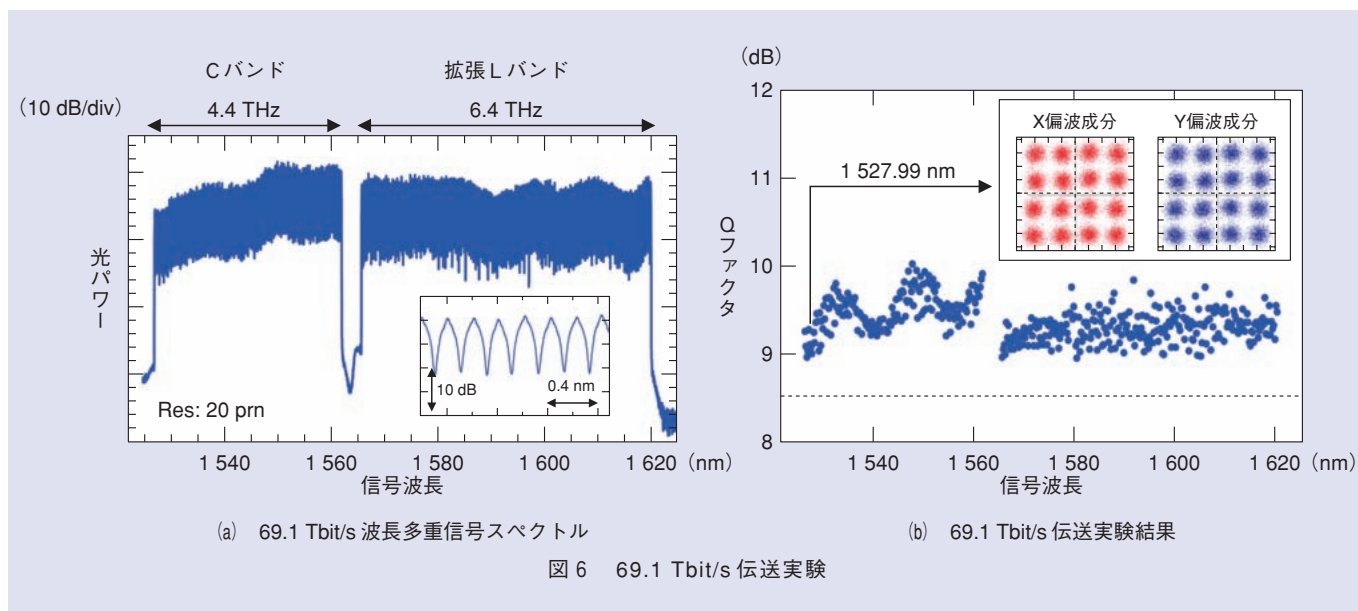 Cバンド 拡張Lバンド
(10 dB/div) 4.4 THz 6.4 THz
光パワー
10 dB
0.4 nm
Res: 20 prn
1 540 1 560 1 580 1 600 1 620 (nm)
信号波長
(a) 69.1 Tbit/s 波長多重信号スペクトル
(dB)
12
11
10
9
8
Qファクタ
X偏波成分 Y偏波成分
1 527.99 nm
1 540 1 560 1 580 1 600 1 620 (nm)
信号波長
(b) 69.1 Tbit/s 伝送実験結果
図6 69.1 Tbit/s 伝送実験